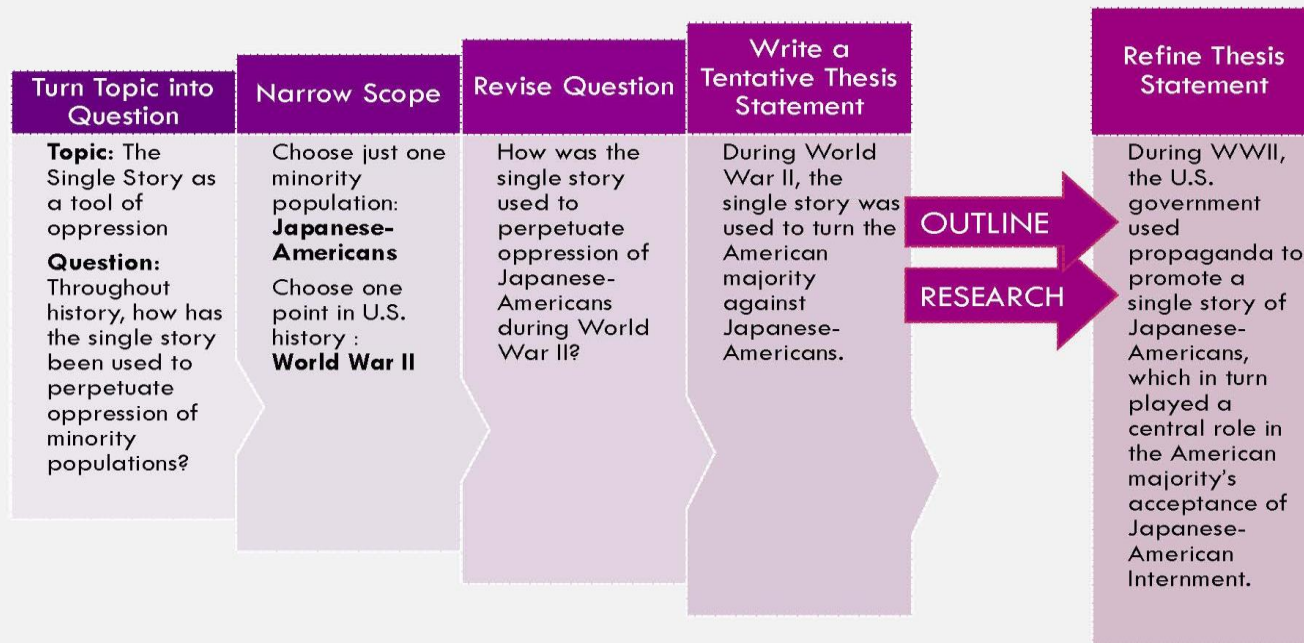 Turn Topic into
Question
Topic: The
Single Story as
a tool of
oppression
Question:
Throughout
history, how has
the single story
been used to
perpetuate
oppression of
minority
populations?
Narrow Scope
Choose just one
minority
population:
Japanese-
Americans
Choose one
point in U.S.
history :
World War II
Revise Question
How was the
single story
used to
perpetuate
oppression of
Japanese-
Americans
during World
War II?
Write a
Tentative Thesis
Statement
During World
War II, the
single story was
used to turn the
American
majority
against
Japanese-
Americans.
OUTLINE
RESEARCH
Refine Thesis
Statement
During WWII,
the U.S.
government
used
propaganda to
promote a
single story of
Japanese-
Americans,
which in turn
played a
central role in
the American
majority's
acceptance of
Japanese-
American
Internment.